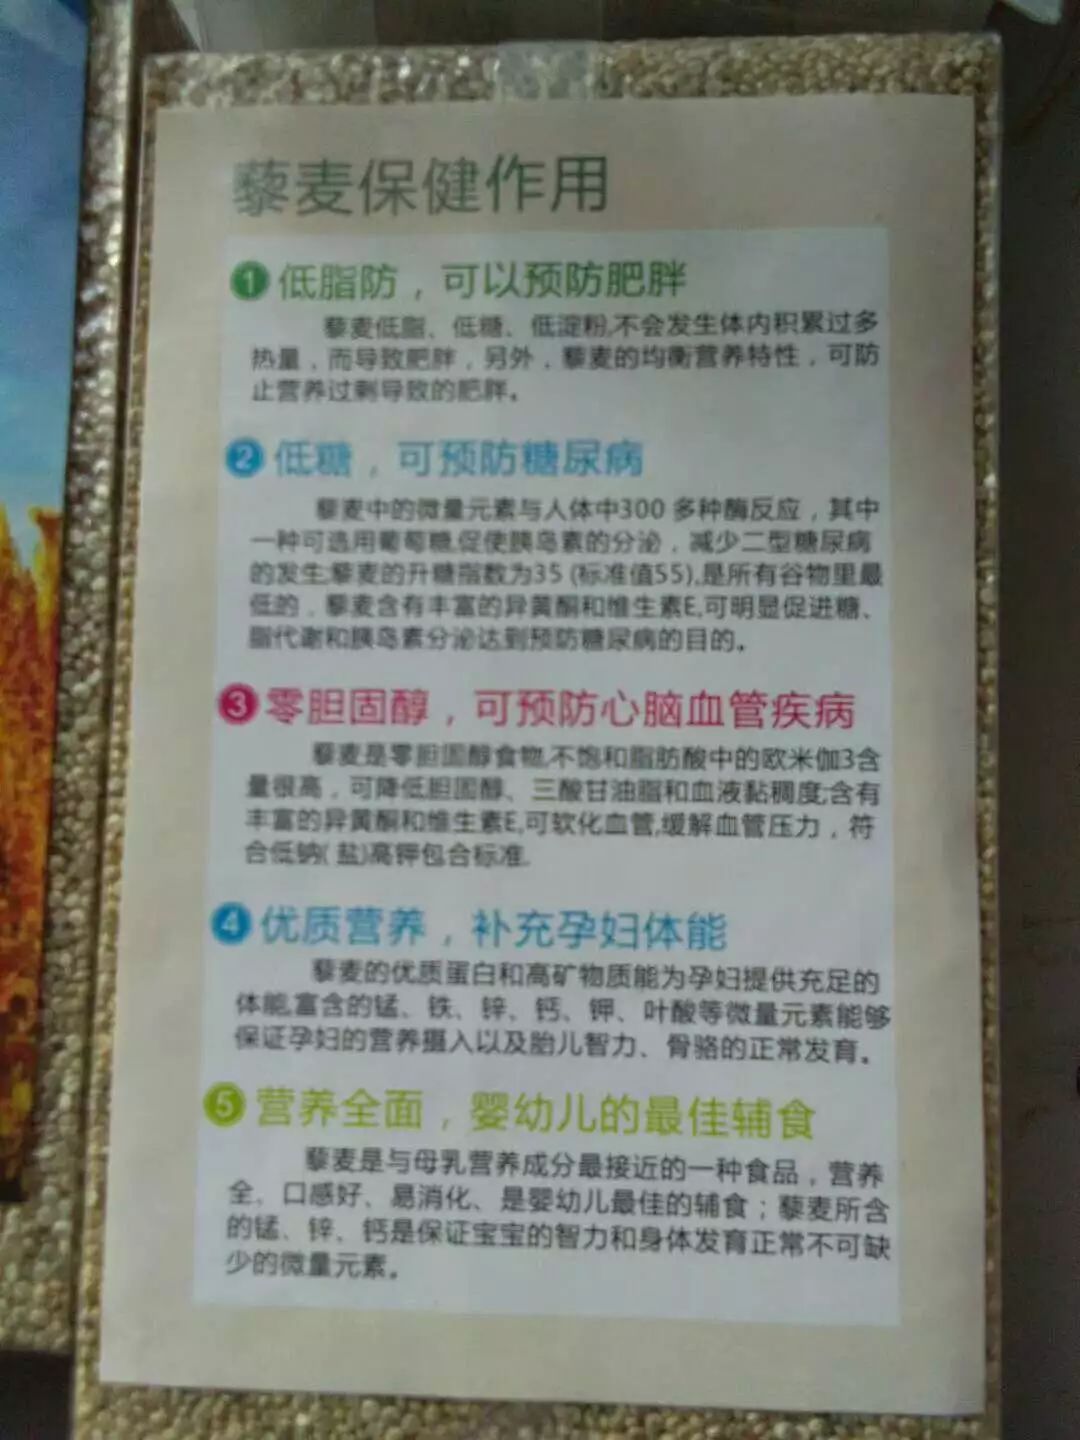 藜麦保健作用
1 低脂防，可以预防肥胖
藜麦低脂、低糖、低淀粉,不会发生体内积累过多
热量，而导致肥胖，另外，藜麦的均衡营养特性，可防
止营养过剩导致的肥胖。
2 低糖，可预防糖尿病
藜麦中的微量元素与人体中300 多种酶反应，其中
一种可选用葡萄糖,促使胰岛素的分泌，减少二型糖尿病
的发生;藜麦的升糖指数为35 (标准值55),是所有谷物里最
低的，藜麦含有丰富的异黄酮和维生素E,可明显促进糖、
脂代谢和胰岛素分泌达到预防糖尿病的目的。
3 零胆固醇，可预防心脑血管疾病
藜麦是零胆固醇食物,不饱和脂肪酸中的欧米伽3含
量很高，可降低胆固醇、三酸甘油脂和血液黏稠度;含有
丰富的异黄酮和维生素E,可软化血管,缓解血管压力，符
合低钠( 盐)高钾包合标准.
4 优质营养，补充孕妇体能
藜麦的优质蛋白和高矿物质能为孕妇提供充足的
体能,富含的锰、铁、锌、钙、钾、叶酸等微量元素能够
保证孕妇的营养摄入以及胎儿智力、骨骼的正常发育。
5 营养全面，婴幼儿的最佳辅食
藜麦是与母乳营养成分最接近的一种食品，营养
全、口感好、易消化、是婴幼儿最佳的辅食；藜麦所含
的锰、锌、钙是保证宝宝的智力和身体发育正常不可缺
少的微量元素。